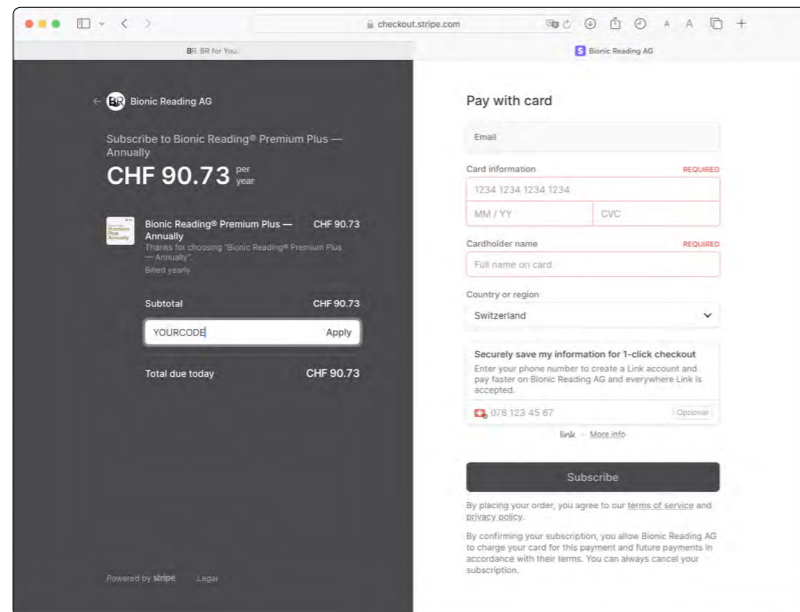 checkout.stripe.com
A A
BR BR for You.
S Bionic Reading AG
BR Bionic Reading AG
Subscribe to Bionic Reading® Premium Plus —
Annually
CHF 90.73 per
year
Premium
Plus
Annually
Bionic Reading® Premium Plus — CHF 90.73
Annually
Thanks for choosing "Bionic Reading® Premium Plus
— Annually".
Billed yearly
Subtotal CHF 90.73
YOURCODE Apply
Total due today CHF 90.73
Powered by stripe Legal
Pay with card
Email
Card information REQUIRED
1234 1234 1234 1234
MM / YY CVC
Cardholder name REQUIRED
Full name on card
Country or region
Switzerland
Securely save my information for 1-click checkout
Enter your phone number to create a Link account and
pay faster on Bionic Reading AG and everywhere Link is
accepted.
078 123 45 67 Optional
link · More info
Subscribe
By placing your order, you agree to our terms of service and
privacy policy.
By confirming your subscription, you allow Bionic Reading AG
to charge your card for this payment and future payments in
accordance with their terms. You can always cancel your
subscription.